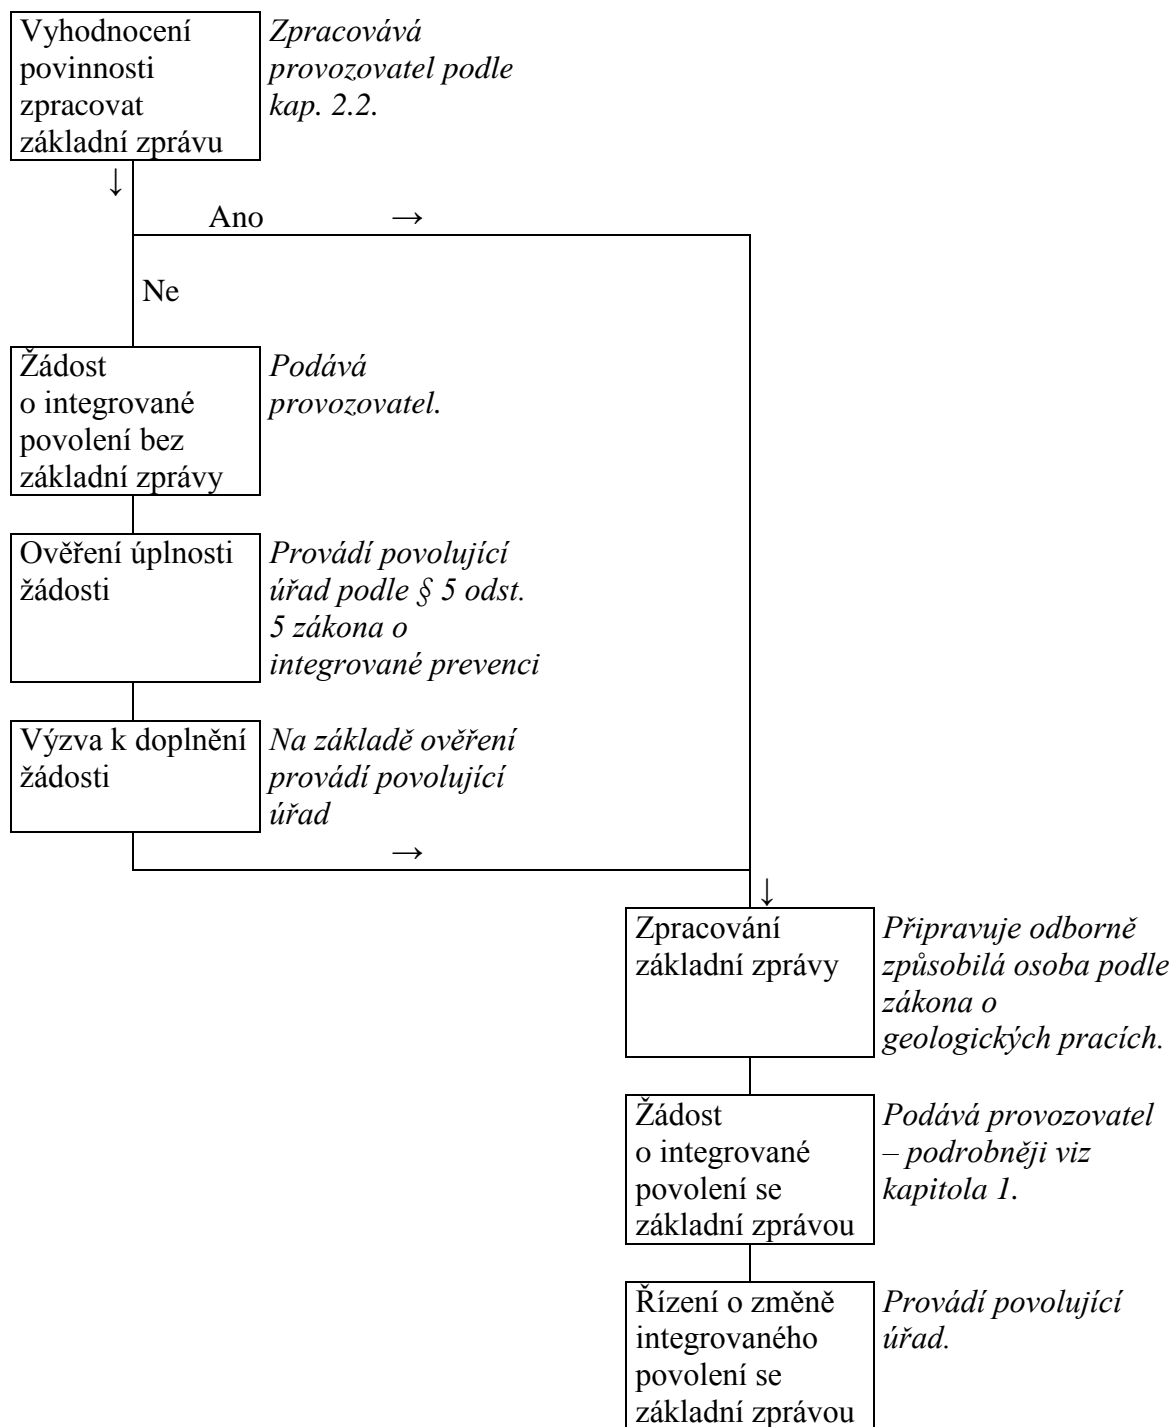 Vyhodnocení
povinnosti
zpracovat
základní zprávu
Zpracovává
provozovatel podle
kap. 2.2.
↓
Ano →
Ne
Žádost
o integrované
povolení bez
základní zprávy
Podává
provozovatel.
Ověření úplnosti
žádosti
Provádí povolující
úřad podle § 5 odst.
5 zákona o
integrované prevenci
Výzva k doplnění
žádosti
Na základě ověření
provádí povolující
úřad
→
↓
Zpracování
základní zprávy
Připravuje odborně
způsobilá osoba podle
zákona o
geologických pracích.
Žádost
o integrované
povolení se
základní zprávou
Podává provozovatel
– podrobněji viz
kapitola 1.
Řízení o změně
integrovaného
povolení se
základní zprávou
Provádí povolující
úřad.